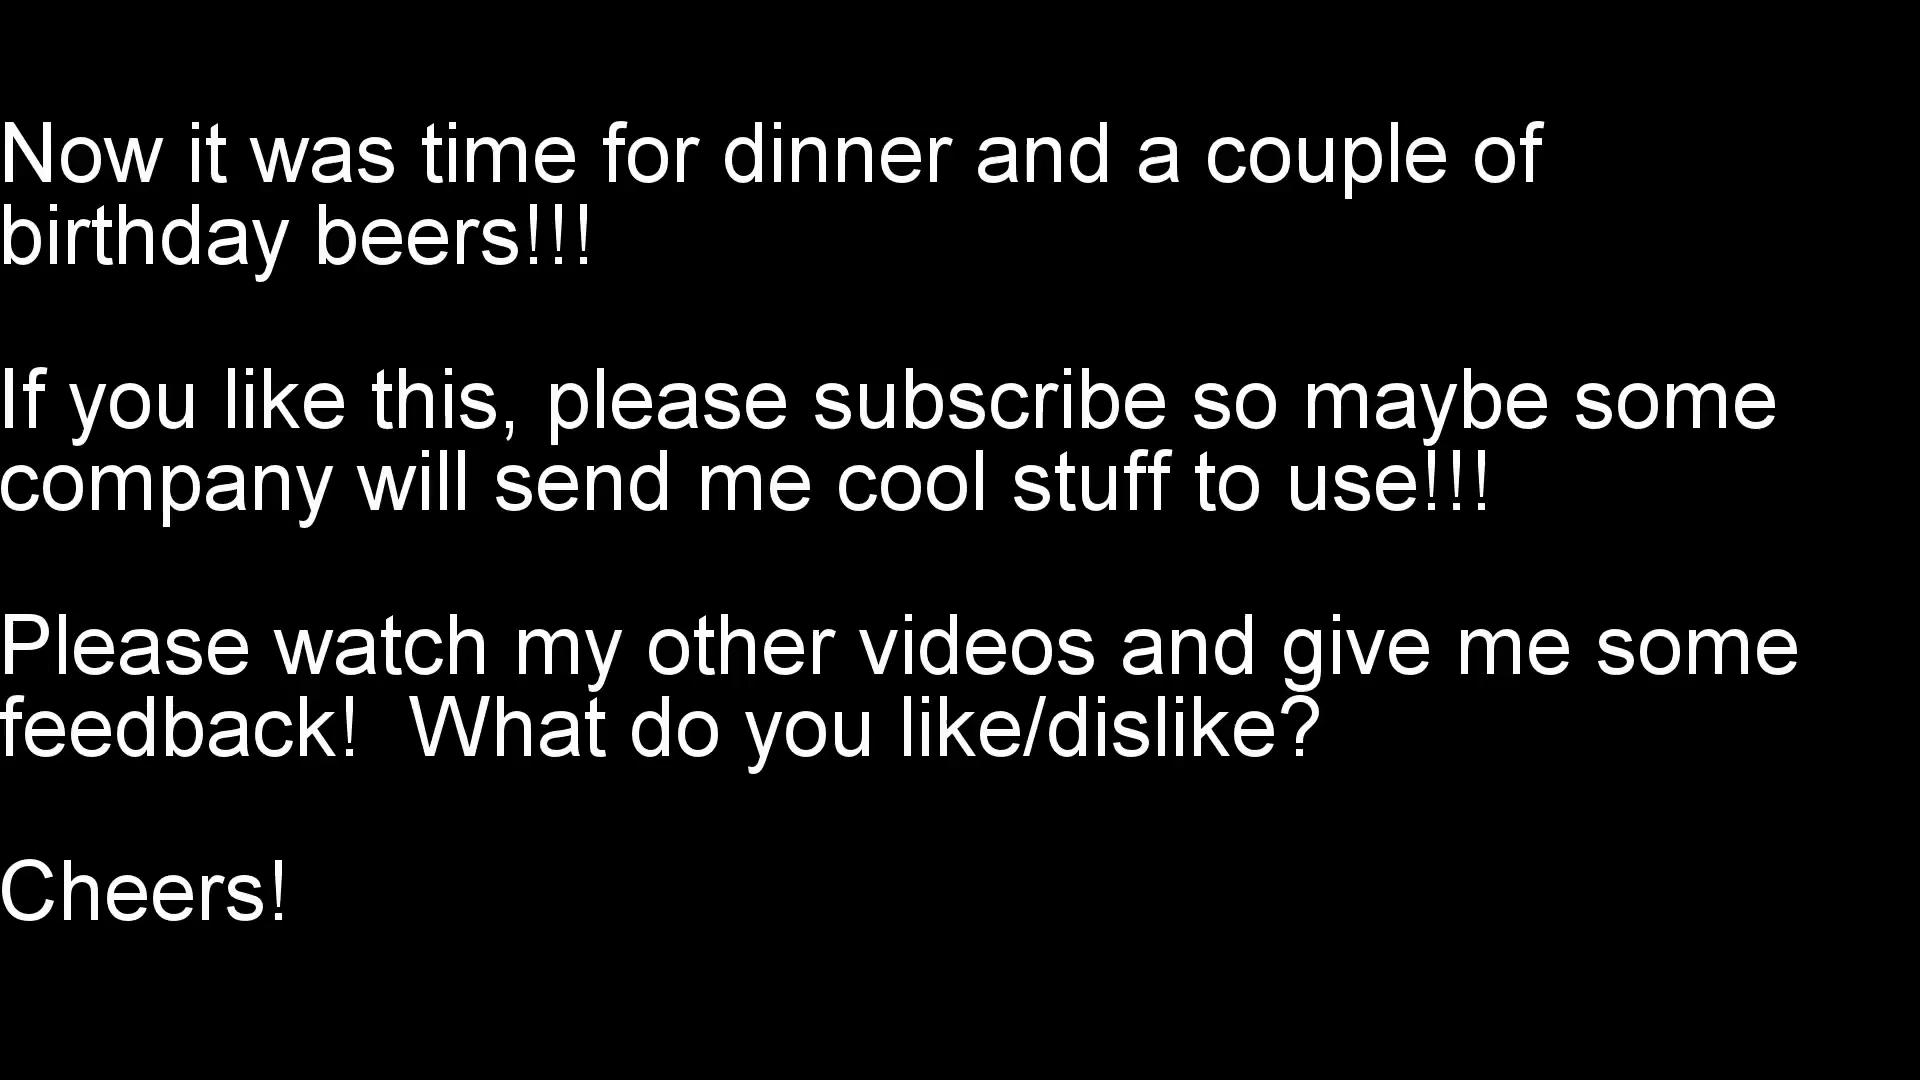 Now it was time for dinner and a couple of
birthday beers!!!
If you like this, please subscribe so maybe some
company will send me cool stuff to use!!!
Please watch my other videos and give me some
feedback!  What do you like/dislike?
Cheers!